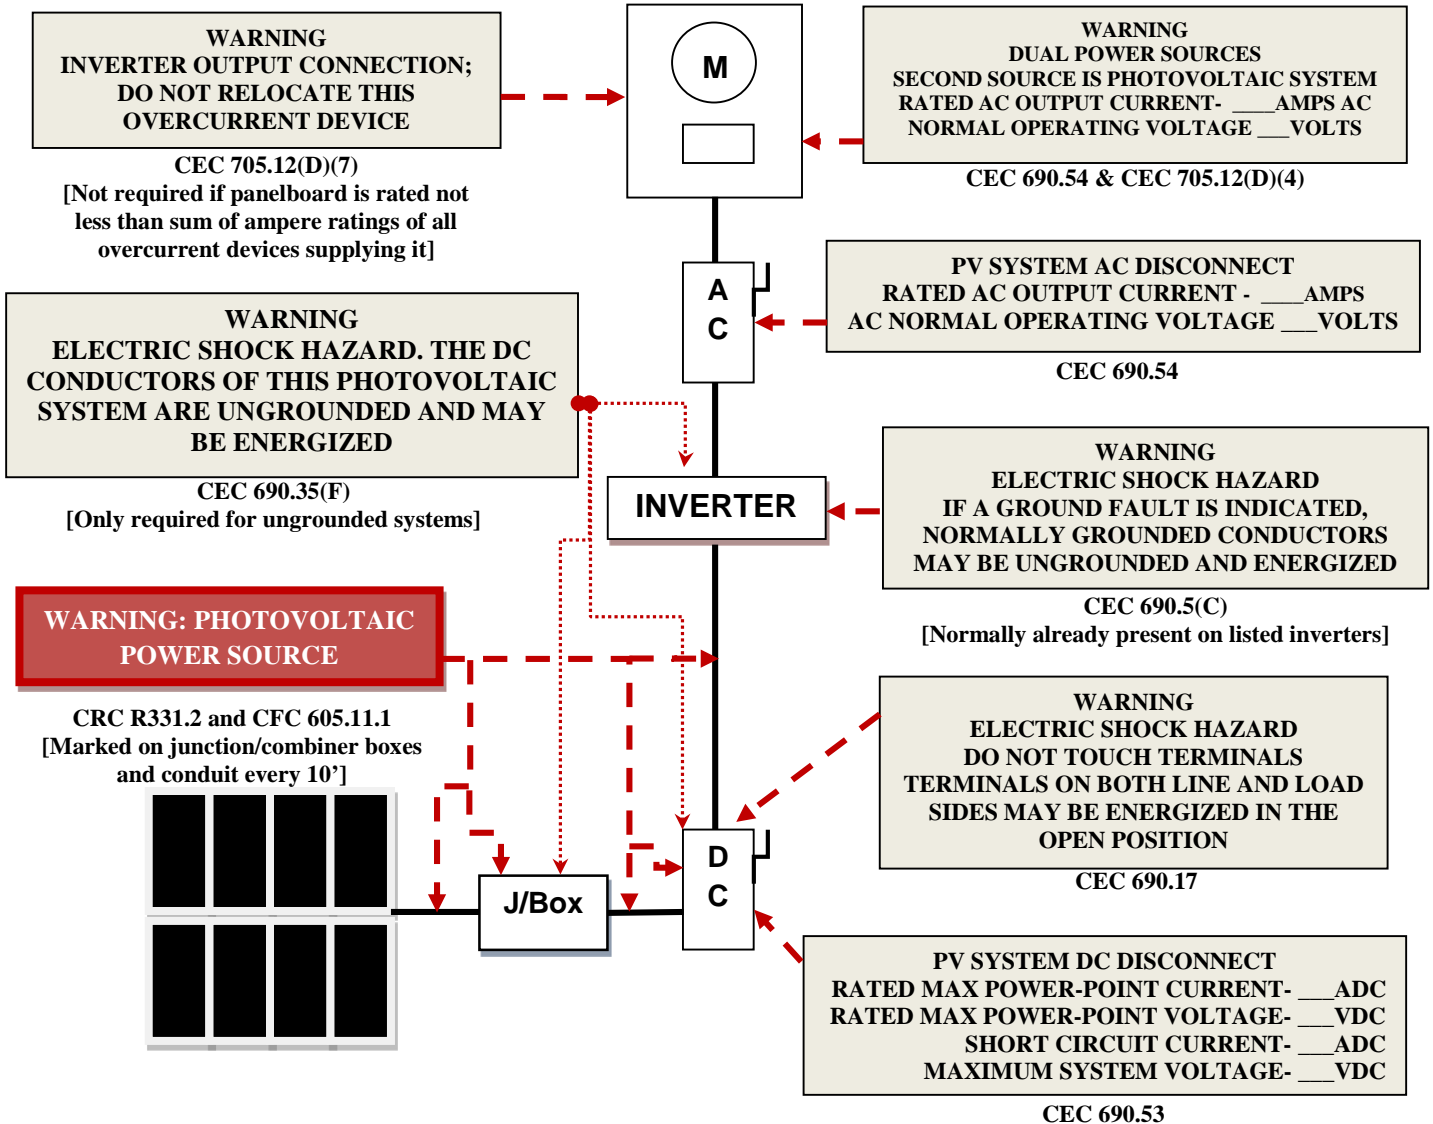 WARNING
INVERTER OUTPUT CONNECTION;
DO NOT RELOCATE THIS
OVERCURRENT DEVICE
CEC 705.12(D)(7)
[Not required if panelboard is rated not
less than sum of ampere ratings of all
overcurrent devices supplying it]
M
WARNING
DUAL POWER SOURCES
SECOND SOURCE IS PHOTOVOLTAIC SYSTEM
RATED AC OUTPUT CURRENT- ____AMPS AC
NORMAL OPERATING VOLTAGE ___VOLTS
CEC 690.54 & CEC 705.12(D)(4)
A
C
PV SYSTEM AC DISCONNECT
RATED AC OUTPUT CURRENT - ____AMPS
AC NORMAL OPERATING VOLTAGE ___VOLTS
CEC 690.54
WARNING
ELECTRIC SHOCK HAZARD. THE DC
CONDUCTORS OF THIS PHOTOVOLTAIC
SYSTEM ARE UNGROUNDED AND MAY
BE ENERGIZED
CEC 690.35(F)
[Only required for ungrounded systems]
INVERTER
WARNING
ELECTRIC SHOCK HAZARD
IF A GROUND FAULT IS INDICATED,
NORMALLY GROUNDED CONDUCTORS
MAY BE UNGROUNDED AND ENERGIZED
CEC 690.5(C)
[Normally already present on listed inverters]
WARNING: PHOTOVOLTAIC
POWER SOURCE
CRC R331.2 and CFC 605.11.1
[Marked on junction/combiner boxes
and conduit every 10’]
WARNING
ELECTRIC SHOCK HAZARD
DO NOT TOUCH TERMINALS
TERMINALS ON BOTH LINE AND LOAD
SIDES MAY BE ENERGIZED IN THE
OPEN POSITION
CEC 690.17
J/Box
D
C
PV SYSTEM DC DISCONNECT
RATED MAX POWER-POINT CURRENT- ___ADC
RATED MAX POWER-POINT VOLTAGE- ___VDC
SHORT CIRCUIT CURRENT- ___ADC
MAXIMUM SYSTEM VOLTAGE- ___VDC
CEC 690.53